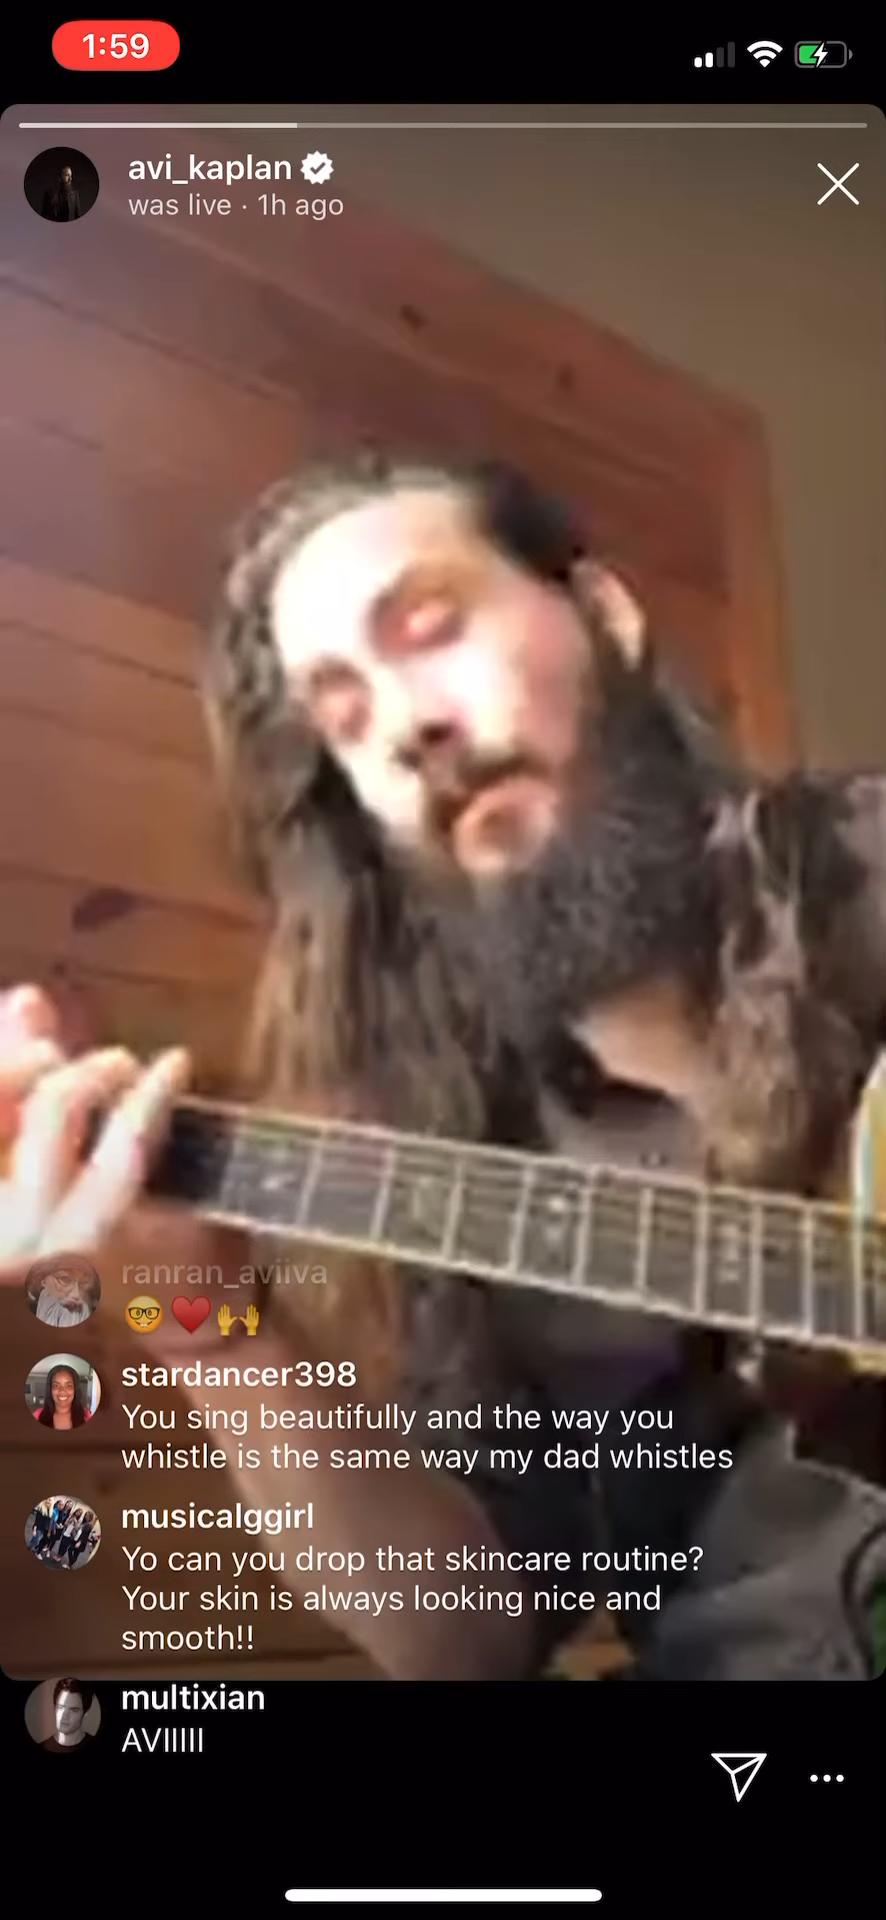 1:59
avi_kaplan
was live · 1h ago
ranran_aviiva
🤓❤️🙌
stardancer398
You sing beautifully and the way you
whistle is the same way my dad whistles
musicalggirl
Yo can you drop that skincare routine?
Your skin is always looking nice and
smooth!!
multixian
AVIIIII